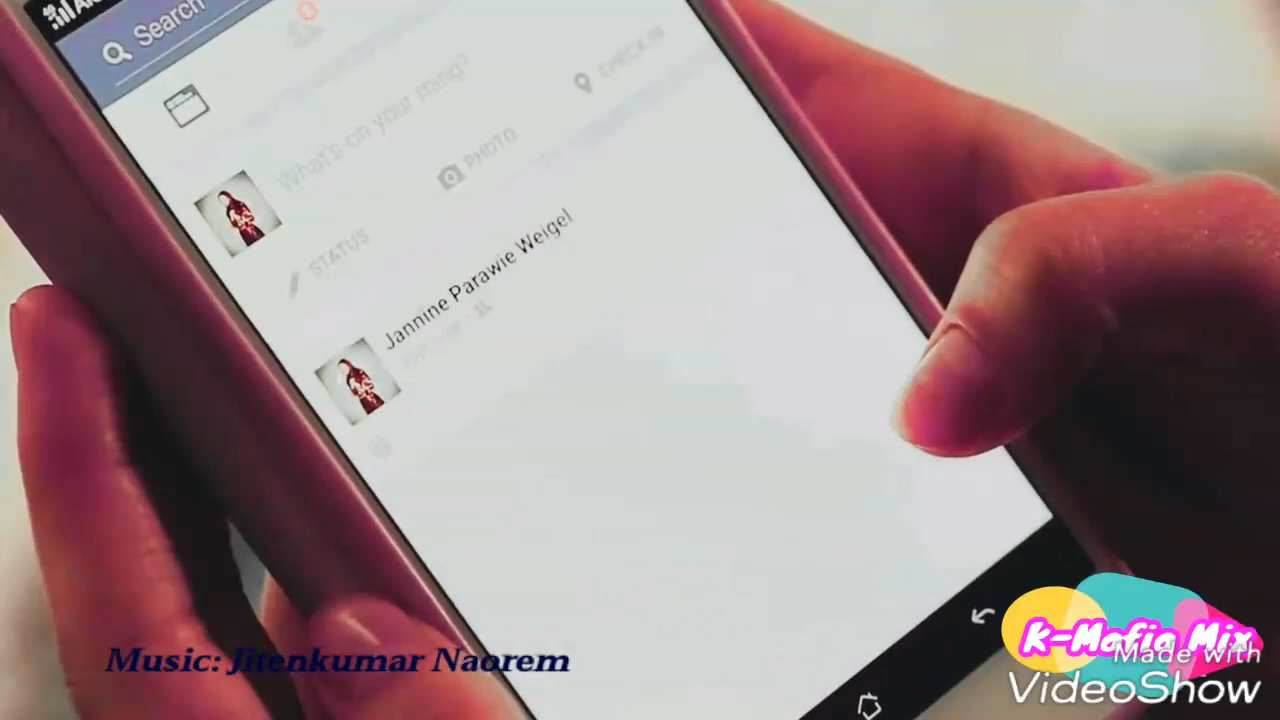 Search
What's on your mind?
CHECK IN
PHOTO
STATUS
Jannine Parawie Weigel
Music: Jitenkumar Naorem
K-Mafia Mix
Made with
VideoShow